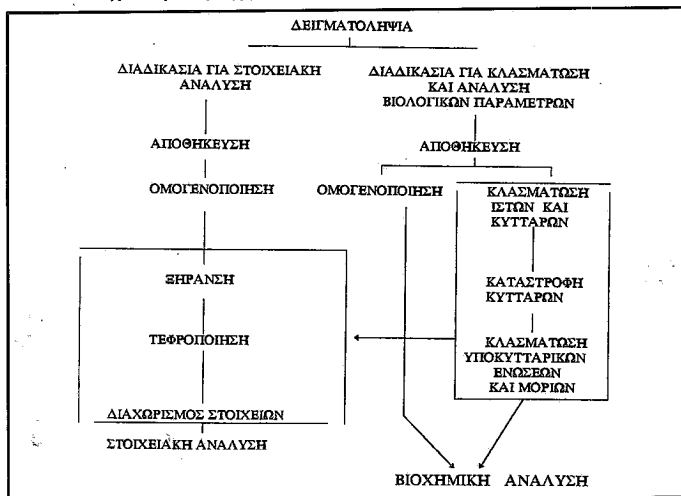 ΔΕΙΓΜΑΤΟΛΗΨΙΑ
ΔΙΑΔΙΚΑΣΙΑ ΓΙΑ ΣΤΟΙΧΕΙΑΚΗ
ΑΝΑΛΥΣΗ
ΔΙΑΔΙΚΑΣΙΑ ΓΙΑ ΚΛΑΣΜΑΤΩΣΗ
ΚΑΙ ΑΝΑΛΥΣΗ
ΒΙΟΛΟΓΙΚΩΝ ΠΑΡΑΜΕΤΡΩΝ
ΑΠΟΘΗΚΕΥΣΗ
ΑΠΟΘΗΚΕΥΣΗ
ΟΜΟΓΕΝΟΠΟΙΗΣΗ
ΟΜΟΓΕΝΟΠΟΙΗΣΗ
ΚΛΑΣΜΑΤΩΣΗ
ΙΣΤΩΝ ΚΑΙ
ΚΥΤΤΑΡΩΝ
ΞΗΡΑΝΣΗ
ΚΑΤΑΣΤΡΟΦΗ
ΚΥΤΤΑΡΩΝ
ΤΕΦΡΟΠΟΙΗΣΗ
ΚΛΑΣΜΑΤΩΣΗ
ΥΠΟΚΥΤΤΑΡΙΚΩΝ
ΕΝΩΣΕΩΝ
ΚΑΙ ΜΟΡΙΩΝ
ΔΙΑΧΩΡΙΣΜΟΣ ΣΤΟΙΧΕΙΩΝ
ΣΤΟΙΧΕΙΑΚΗ ΑΝΑΛΥΣΗ
ΒΙΟΧΗΜΙΚΗ ΑΝΑΛΥΣΗ